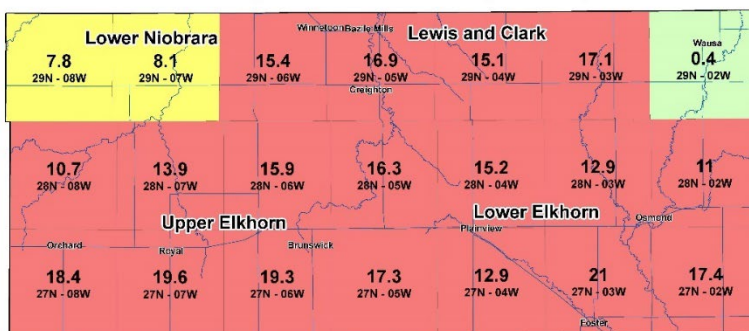 Winnetoon Bazile Mills
Lower Niobrara
Lewis and Clark
Wausa
7.8
8.1
15.4
16.9
15.1
17.1
0.4
29N - 08W
29N - 07W
29N - 06W
29N - 05W
29N - 04W
29N - 03W
29N - 02W
Creighton
10.7
13.9
15.9
16.3
15.2
12.9
11
28N - 08W
28N - 07W
28N - 06W
28N - 05W
28N - 04W
28N - 03W
28N - 02W
Upper Elkhorn
Lower Elkhorn
Osmond
Plainview
Orchard
Royal
Brunswick
18.4
19.6
19.3
17.3
12.9
21
17.4
27N - 08W
27N - 07W
27N - 06W
27N - 05W
27N - 04W
27N - 03W
27N - 02W
Foster